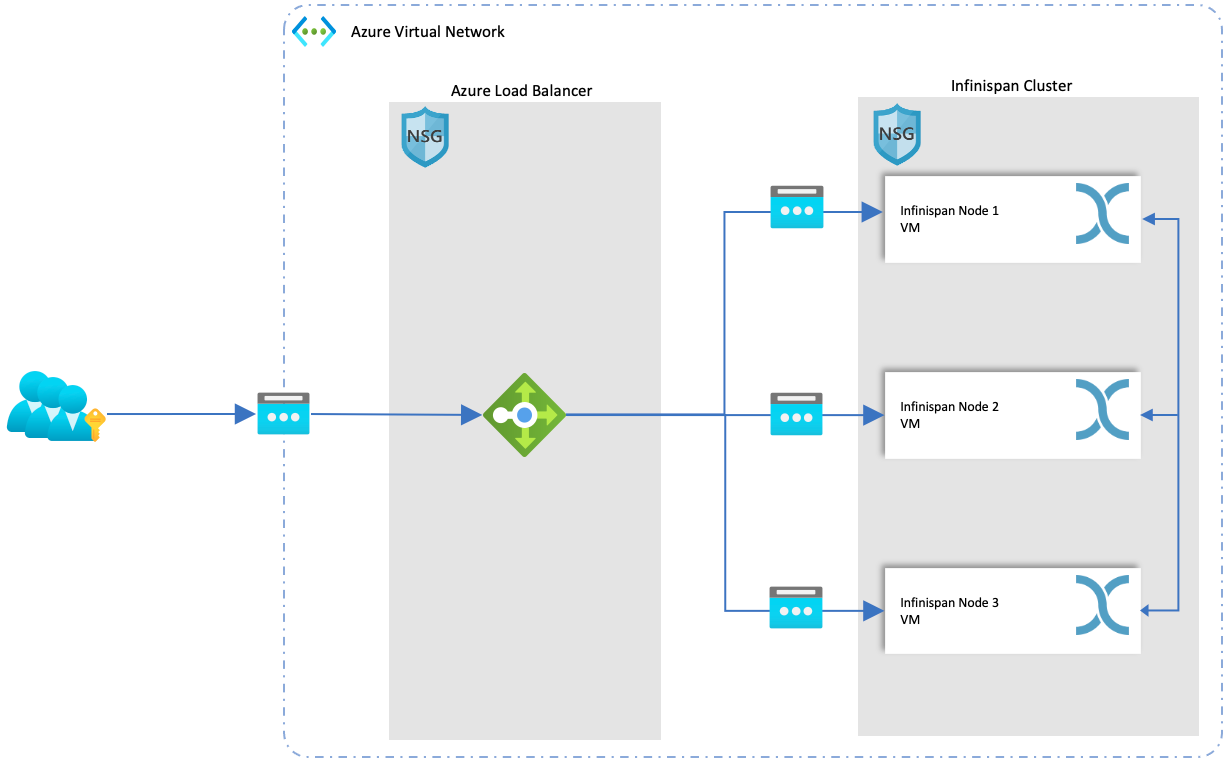 Azure Virtual Network
Azure Load Balancer
Infinispan Cluster
NSG
NSG
Infinispan Node 1
VM
Infinispan Node 2
VM
Infinispan Node 3
VM